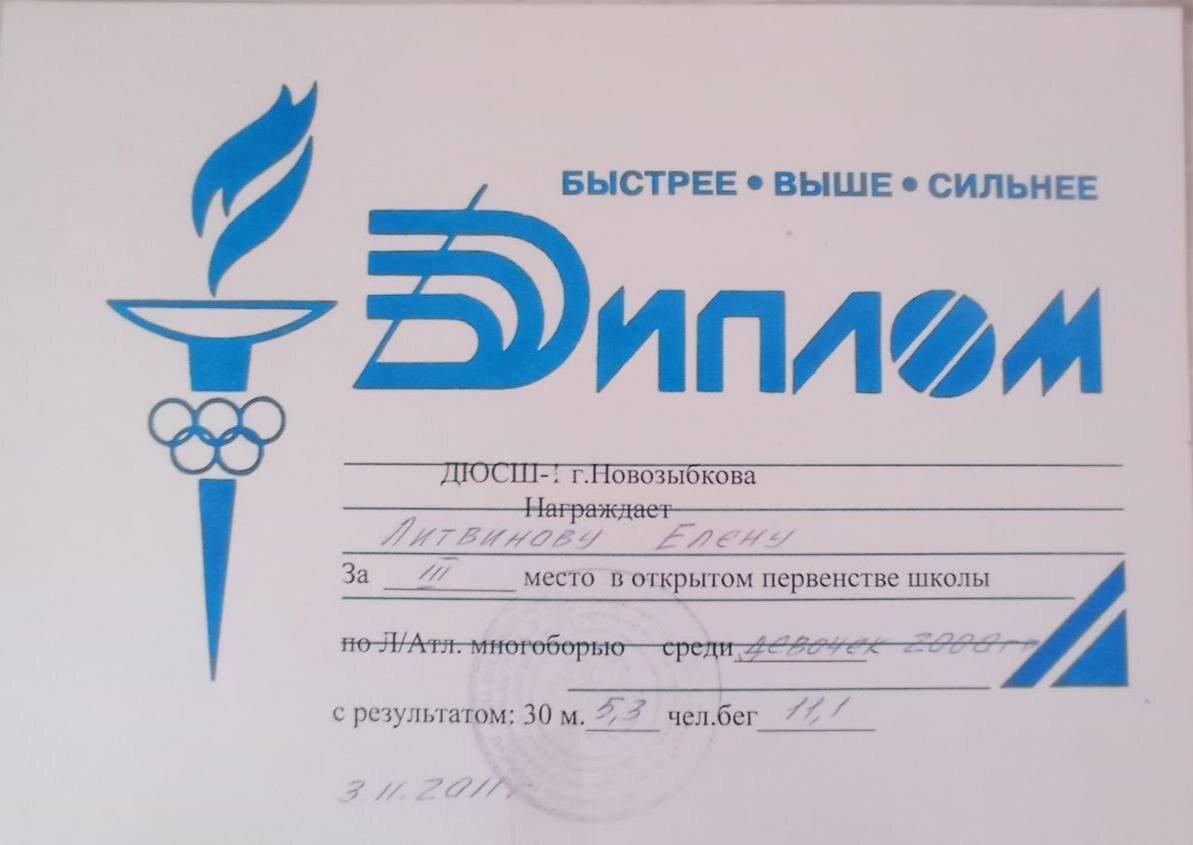 БЫСТРЕЕ • ВЫШЕ • СИЛЬНЕЕ
ДИПЛОМ
ДЮСШ-1 г.Новозыбкова
Награждает
Литвинову Елену
За III место в открытом первенстве школы
по Л/Атл. многоборью среди девочек 2000гг
с результатом: 30 м. 5,3 чел.бег 11,1
3.11.2011г